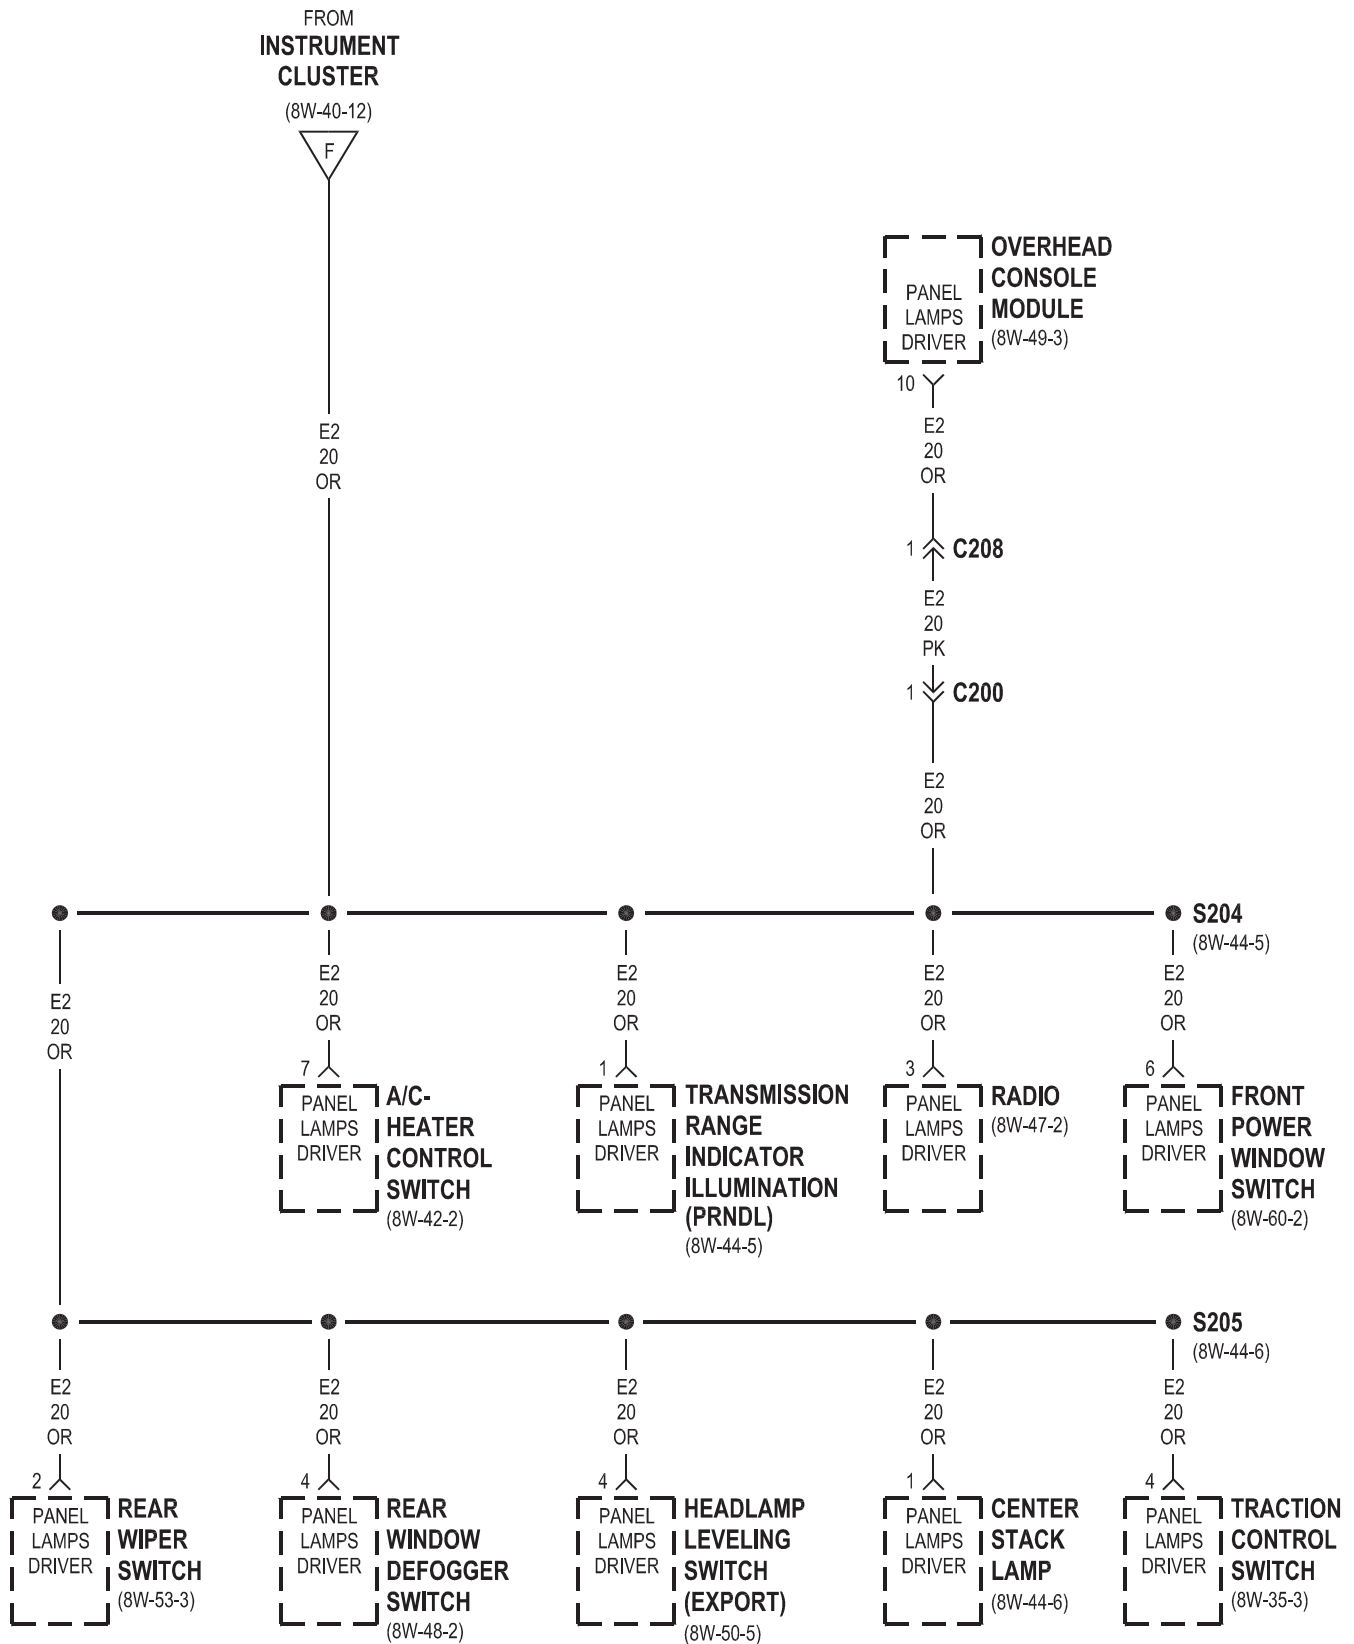 FROM
INSTRUMENT
CLUSTER
(8W-40-12)
F
OVERHEAD
CONSOLE
MODULE
(8W-49-3)
PANEL
LAMPS
DRIVER
10
E2
20
OR
E2
20
OR
1
C208
E2
20
PK
1
C200
E2
20
OR
S204
(8W-44-5)
E2
20
OR
E2
20
OR
E2
20
OR
E2
20
OR
E2
20
OR
7
PANEL
LAMPS
DRIVER
A/C-
HEATER
CONTROL
SWITCH
(8W-42-2)
1
PANEL
LAMPS
DRIVER
TRANSMISSION
RANGE
INDICATOR
ILLUMINATION
(PRNDL)
(8W-44-5)
3
PANEL
LAMPS
DRIVER
RADIO
(8W-47-2)
6
PANEL
LAMPS
DRIVER
FRONT
POWER
WINDOW
SWITCH
(8W-60-2)
S205
(8W-44-6)
E2
20
OR
E2
20
OR
E2
20
OR
E2
20
OR
E2
20
OR
2
PANEL
LAMPS
DRIVER
REAR
WIPER
SWITCH
(8W-53-3)
4
PANEL
LAMPS
DRIVER
REAR
WINDOW
DEFOGGER
SWITCH
(8W-48-2)
4
PANEL
LAMPS
DRIVER
HEADLAMP
LEVELING
SWITCH
(EXPORT)
(8W-50-5)
1
PANEL
LAMPS
DRIVER
CENTER
STACK
LAMP
(8W-44-6)
4
PANEL
LAMPS
DRIVER
TRACTION
CONTROL
SWITCH
(8W-35-3)